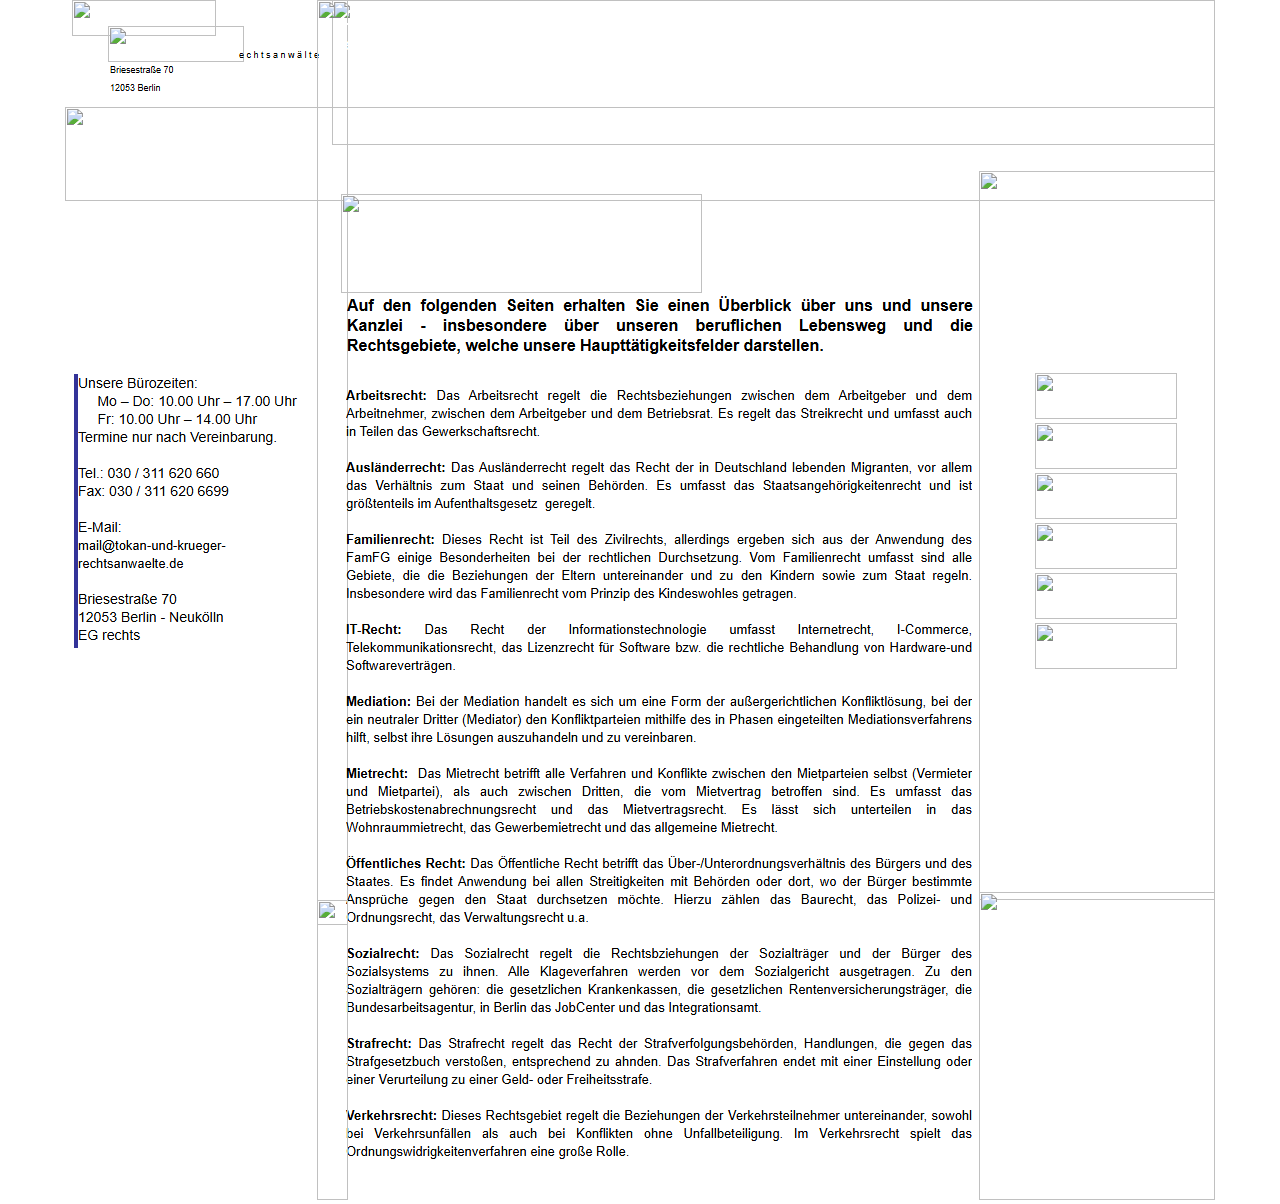 rechtsanwälte
Briesestraße 70
12053 Berlin
Auf den folgenden Seiten erhalten Sie einen Überblick über uns und unsere
Kanzlei - insbesondere über unseren beruflichen Lebensweg und die
Rechtsgebiete, welche unsere Haupttätigkeitsfelder darstellen.
Unsere Bürozeiten:
Mo – Do: 10.00 Uhr – 17.00 Uhr
Fr: 10.00 Uhr – 14.00 Uhr
Termine nur nach Vereinbarung.
Tel.: 030 / 311 620 660
Fax: 030 / 311 620 6699
E-Mail:
mail@tokan-und-krueger-
rechtsanwaelte.de
Briesestraße 70
12053 Berlin - Neukölln
EG rechts
Arbeitsrecht: Das Arbeitsrecht regelt die Rechtsbeziehungen zwischen dem Arbeitgeber und dem
Arbeitnehmer, zwischen dem Arbeitgeber und dem Betriebsrat. Es regelt das Streikrecht und umfasst auch
in Teilen das Gewerkschaftsrecht.
Ausländerrecht: Das Ausländerrecht regelt das Recht der in Deutschland lebenden Migranten, vor allem
das Verhältnis zum Staat und seinen Behörden. Es umfasst das Staatsangehörigkeitenrecht und ist
größtenteils im Aufenthaltsgesetz  geregelt.
Familienrecht: Dieses Recht ist Teil des Zivilrechts, allerdings ergeben sich aus der Anwendung des
FamFG einige Besonderheiten bei der rechtlichen Durchsetzung. Vom Familienrecht umfasst sind alle
Gebiete, die die Beziehungen der Eltern untereinander und zu den Kindern sowie zum Staat regeln.
Insbesondere wird das Familienrecht vom Prinzip des Kindeswohles getragen.
IT-Recht: Das Recht der Informationstechnologie umfasst Internetrecht, I-Commerce,
Telekommunikationsrecht, das Lizenzrecht für Software bzw. die rechtliche Behandlung von Hardware-und
Softwareverträgen.
Mediation: Bei der Mediation handelt es sich um eine Form der außergerichtlichen Konfliktlösung, bei der
ein neutraler Dritter (Mediator) den Konfliktparteien mithilfe des in Phasen eingeteilten Mediationsverfahrens
hilft, selbst ihre Lösungen auszuhandeln und zu vereinbaren.
Mietrecht:  Das Mietrecht betrifft alle Verfahren und Konflikte zwischen den Mietparteien selbst (Vermieter
und Mietpartei), als auch zwischen Dritten, die vom Mietvertrag betroffen sind. Es umfasst das
Betriebskostenabrechnungsrecht und das Mietvertragsrecht. Es lässt sich unterteilen in das
Wohnraummietrecht, das Gewerbemietrecht und das allgemeine Mietrecht.
Öffentliches Recht: Das Öffentliche Recht betrifft das Über-/Unterordnungsverhältnis des Bürgers und des
Staates. Es findet Anwendung bei allen Streitigkeiten mit Behörden oder dort, wo der Bürger bestimmte
Ansprüche gegen den Staat durchsetzen möchte. Hierzu zählen das Baurecht, das Polizei- und
Ordnungsrecht, das Verwaltungsrecht u.a.
Sozialrecht: Das Sozialrecht regelt die Rechtsbziehungen der Sozialträger und der Bürger des
Sozialsystems zu ihnen. Alle Klageverfahren werden vor dem Sozialgericht ausgetragen. Zu den
Sozialträgern gehören: die gesetzlichen Krankenkassen, die gesetzlichen Rentenversicherungsträger, die
Bundesarbeitsagentur, in Berlin das JobCenter und das Integrationsamt.
Strafrecht: Das Strafrecht regelt das Recht der Strafverfolgungsbehörden, Handlungen, die gegen das
Strafgesetzbuch verstoßen, entsprechend zu ahnden. Das Strafverfahren endet mit einer Einstellung oder
einer Verurteilung zu einer Geld- oder Freiheitsstrafe.
Verkehrsrecht: Dieses Rechtsgebiet regelt die Beziehungen der Verkehrsteilnehmer untereinander, sowohl
bei Verkehrsunfällen als auch bei Konflikten ohne Unfallbeteiligung. Im Verkehrsrecht spielt das
Ordnungswidrigkeitenverfahren eine große Rolle.